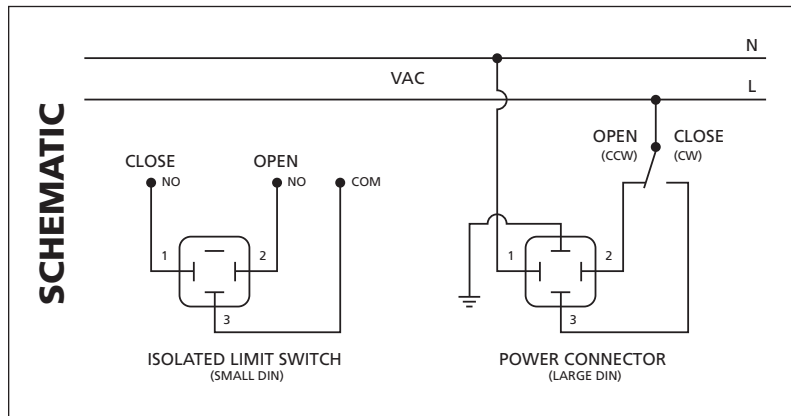 SCHEMATIC
N
VAC
L
OPEN
(CCW)
CLOSE
(CW)
CLOSE
NO
OPEN
NO
COM
1
2
3
ISOLATED LIMIT SWITCH
(SMALL DIN)
1
2
3
POWER CONNECTOR
(LARGE DIN)